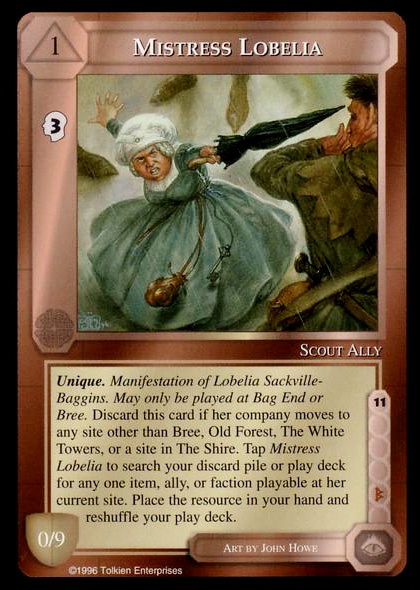 1
MISTRESS LOBELIA
3
SCOUT ALLY
Unique. Manifestation of Lobelia Sackville-
Baggins. May only be played at Bag End or
Bree. Discard this card if her company moves to
any site other than Bree, Old Forest, The White
Towers, or a site in The Shire. Tap Mistress
Lobelia to search your discard pile or play deck
for any one item, ally, or faction playable at her
current site. Place the resource in your hand and
reshuffle your play deck.
11
0/9
ART BY JOHN HOWE
©1996 Tolkien Enterprises